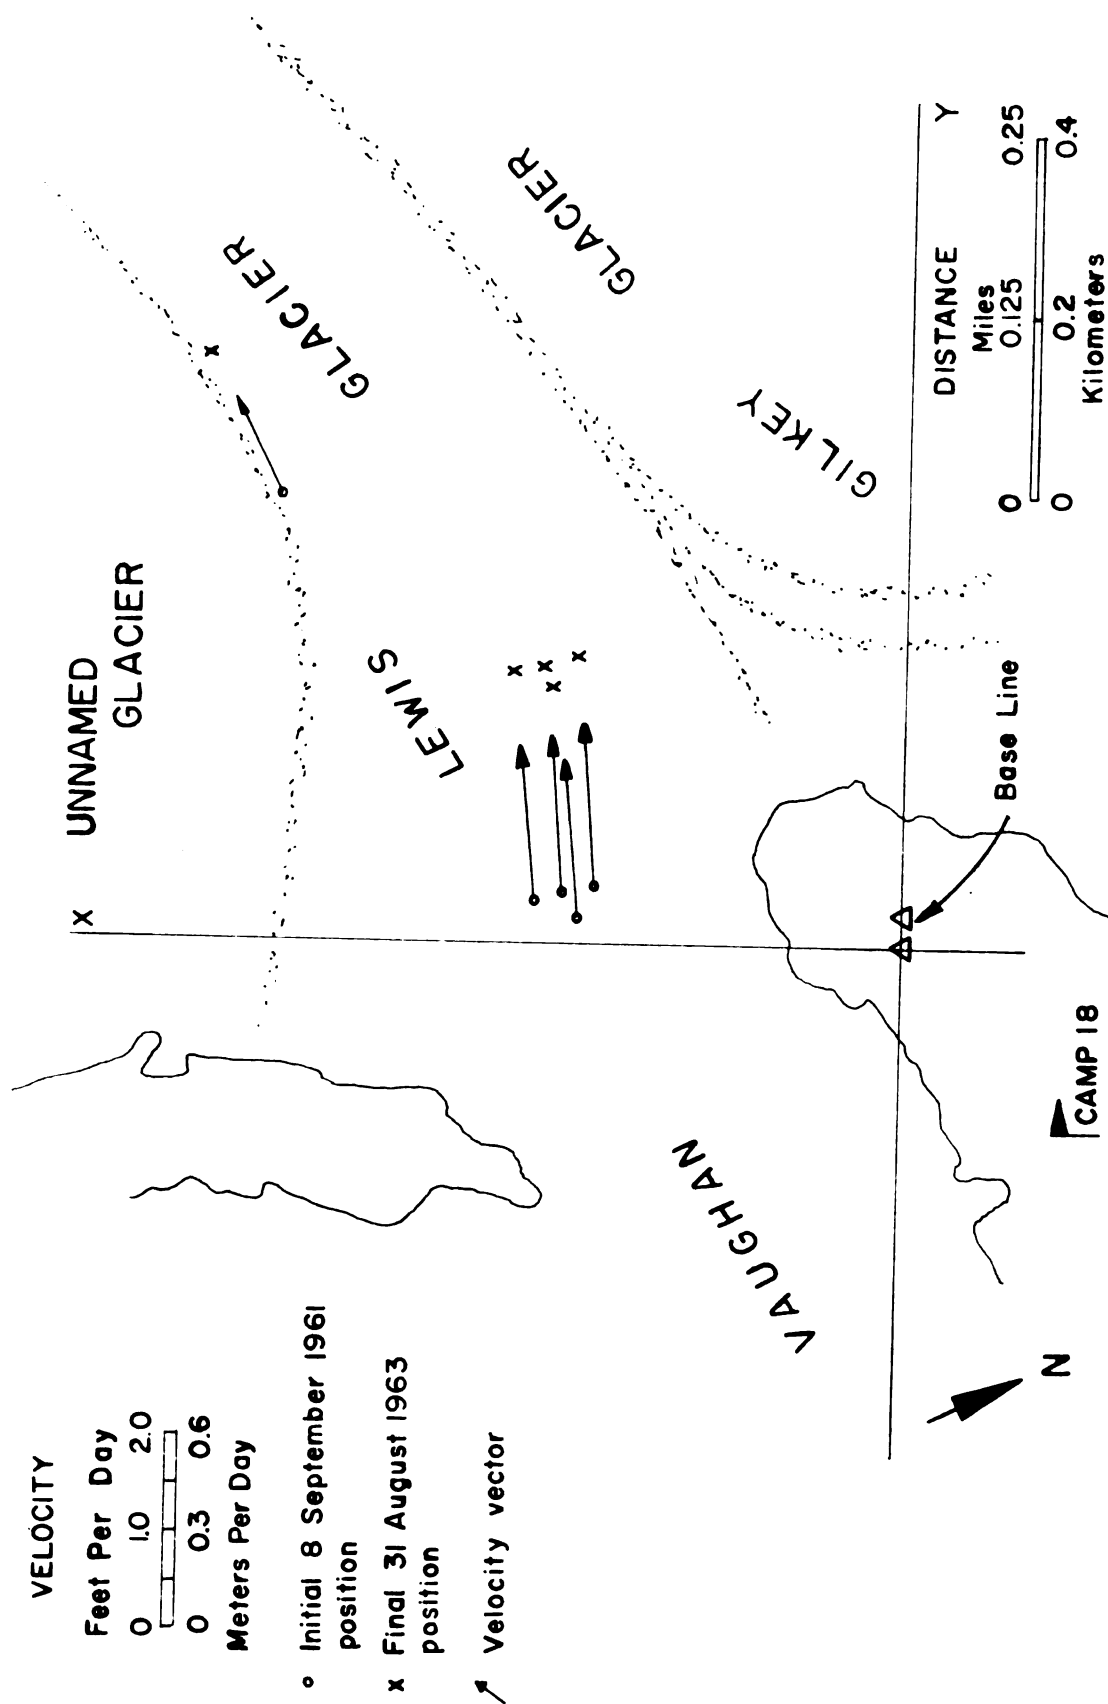 VELOCITY
Feet Per Day
0 1.0 2.0
0 0.3 0.6
Meters Per Day
Initial 8 September 1961
position
x Final 31 August 1963
position
Velocity vector
X
UNNAMED
GLACIER
LEWIS
GLACIER
VAUGHAN
GILKEY
GLACIER
N
CAMP 18
Base Line
Y
DISTANCE
Miles
0 0.125 0.25
0 0.2 0.4
Kilometers